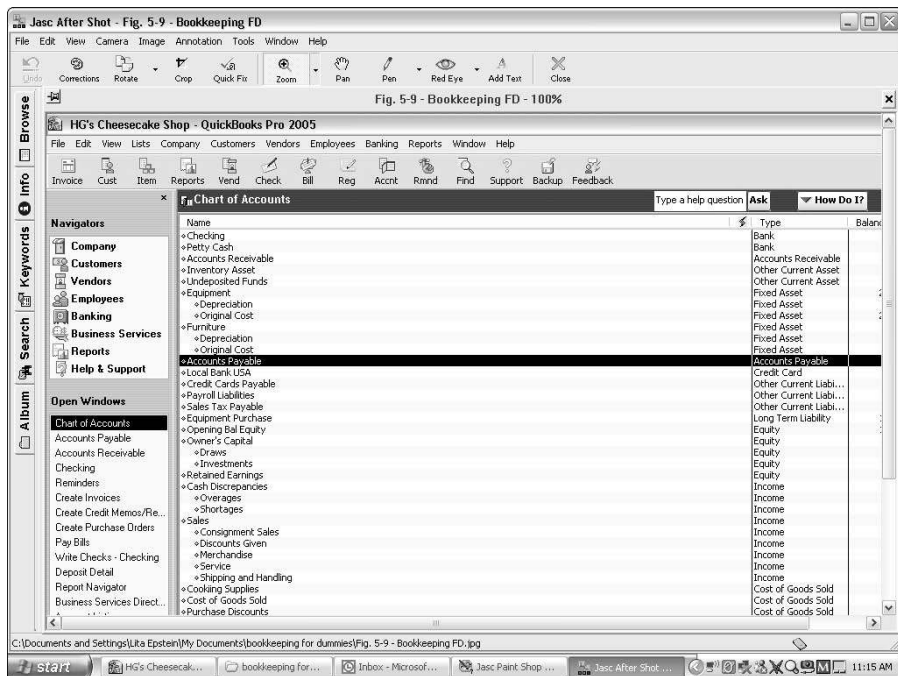 Jasc After Shot - Fig. 5-9 - Bookkeeping FD
File Edit View Camera Image Annotation Tools Window Help
Undo Corrections Rotate Crop Quick Fix Zoom Pan Pen Red Eye Add Text Close
Fig. 5-9 - Bookkeeping FD - 100%
Browse
Info
Keywords
Search
Album
HG's Cheesecake Shop - QuickBooks Pro 2005
File Edit View Lists Company Customers Vendors Employees Banking Reports Window Help
Invoice Cust Item Reports Vend Check Bill Reg Accnt Rmnd Find Support Backup Feedback
Chart of Accounts Type a help question Ask How Do I?
Navigators
Company
Customers
Vendors
Employees
Banking
Business Services
Reports
Help & Support
Open Windows
Chart of Accounts
Accounts Payable
Accounts Receivable
Checking
Reminders
Create Invoices
Create Credit Memos/Re...
Create Purchase Orders
Pay Bills
Write Checks - Checking
Deposit Detail
Report Navigator
Business Services Direct...
Name Type Balanc
Checking Bank
Petty Cash Bank
Accounts Receivable Accounts Receivable
Inventory Asset Other Current Asset
Undeposited Funds Other Current Asset
Equipment Fixed Asset
Depreciation Fixed Asset
Original Cost Fixed Asset
Furniture Fixed Asset
Depreciation Fixed Asset
Original Cost Fixed Asset
Accounts Payable Accounts Payable
Local Bank USA Credit Card
Credit Cards Payable Other Current Liabi...
Payroll Liabilities Other Current Liabi...
Sales Tax Payable Other Current Liabi...
Equipment Purchase Long Term Liability
Opening Bal Equity Equity
Owner's Capital Equity
Draws Equity
Investments Equity
Retained Earnings Equity
Cash Discrepancies Income
Overages Income
Shortages Income
Sales Income
Consignment Sales Income
Discounts Given Income
Merchandise Income
Service Income
Shipping and Handling Income
Cooking Supplies Cost of Goods Sold
Cost of Goods Sold Cost of Goods Sold
Purchase Discounts Cost of Goods Sold
C:\Documents and Settings\Lita Epstein\My Documents\bookkeeping for dummies\Fig. 5-9 - Bookkeeping FD.jpg
start HG's Cheesecak... bookkeeping for... Inbox - Microsof... Jasc Paint Shop ... Jasc After Shot ... 11:15 AM